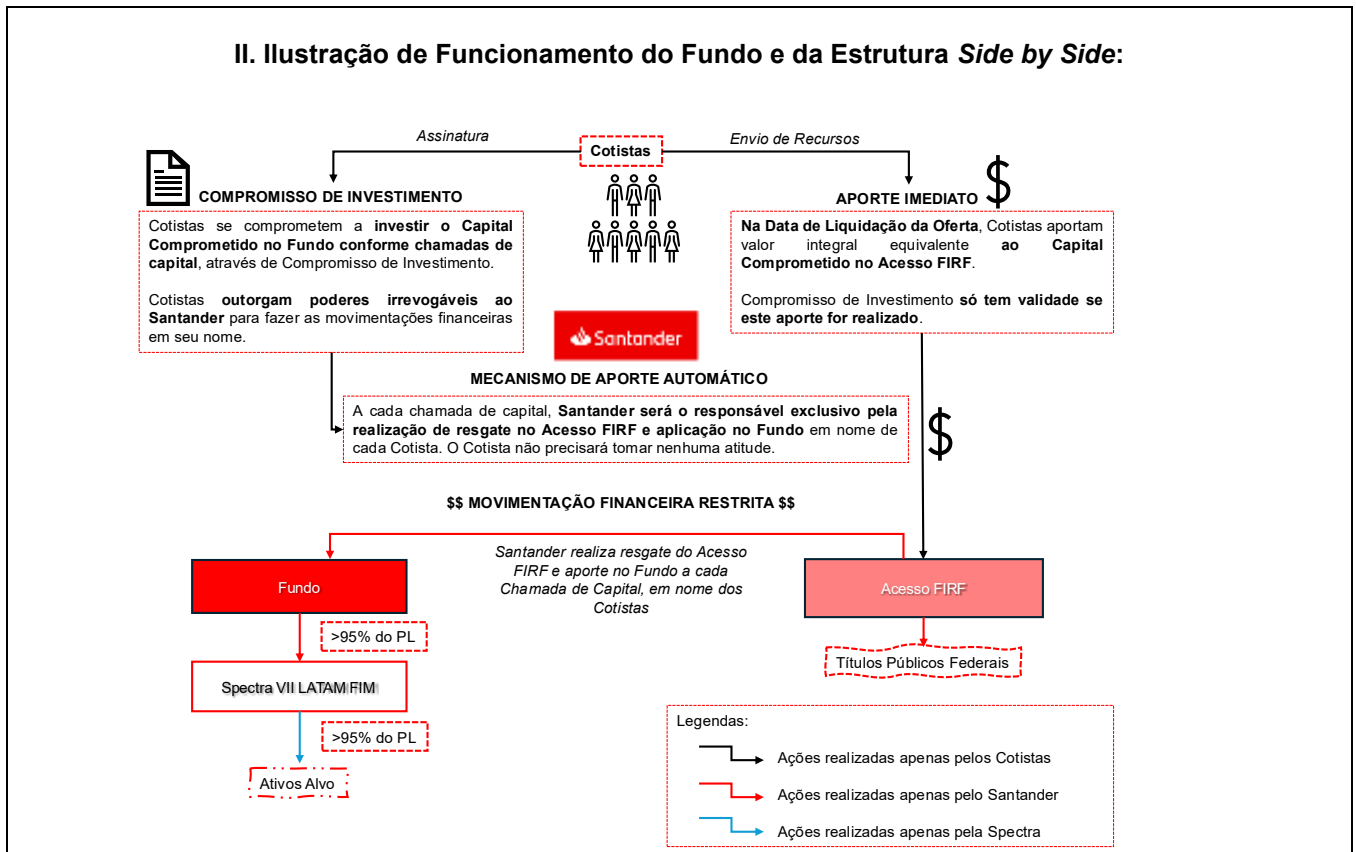 II. Ilustração de Funcionamento do Fundo e da Estrutura Side by Side:
Assinatura
Cotistas
Envio de Recursos
COMPROMISSO DE INVESTIMENTO
Cotistas se comprometem a investir o Capital
Comprometido no Fundo conforme chamadas de
capital, através de Compromisso de Investimento.
Cotistas outorgam poderes irrevogáveis ao
Santander para fazer as movimentações financeiras
em seu nome.
$
APORTE IMEDIATO
Na Data de Liquidação da Oferta, Cotistas aportam
valor integral equivalente ao Capital
Comprometido no Acesso FIRF.
Compromisso de Investimento só tem validade se
este aporte for realizado.
Santander
MECANISMO DE APORTE AUTOMÁTICO
A cada chamada de capital, Santander será o responsável exclusivo pela
realização de resgate no Acesso FIRF e aplicação no Fundo em nome de
cada Cotista. O Cotista não precisará tomar nenhuma atitude.
$
$$ MOVIMENTAÇÃO FINANCEIRA RESTRITA $$
Santander realiza resgate do Acesso
FIRF e aporte no Fundo a cada
Chamada de Capital, em nome dos
Cotistas
Fundo
Acesso FIRF
>95% do PL
Títulos Públicos Federais
Spectra VII LATAM FIM
>95% do PL
Ativos Alvo
Legendas:
Ações realizadas apenas pelos Cotistas
Ações realizadas apenas pelo Santander
Ações realizadas apenas pela Spectra